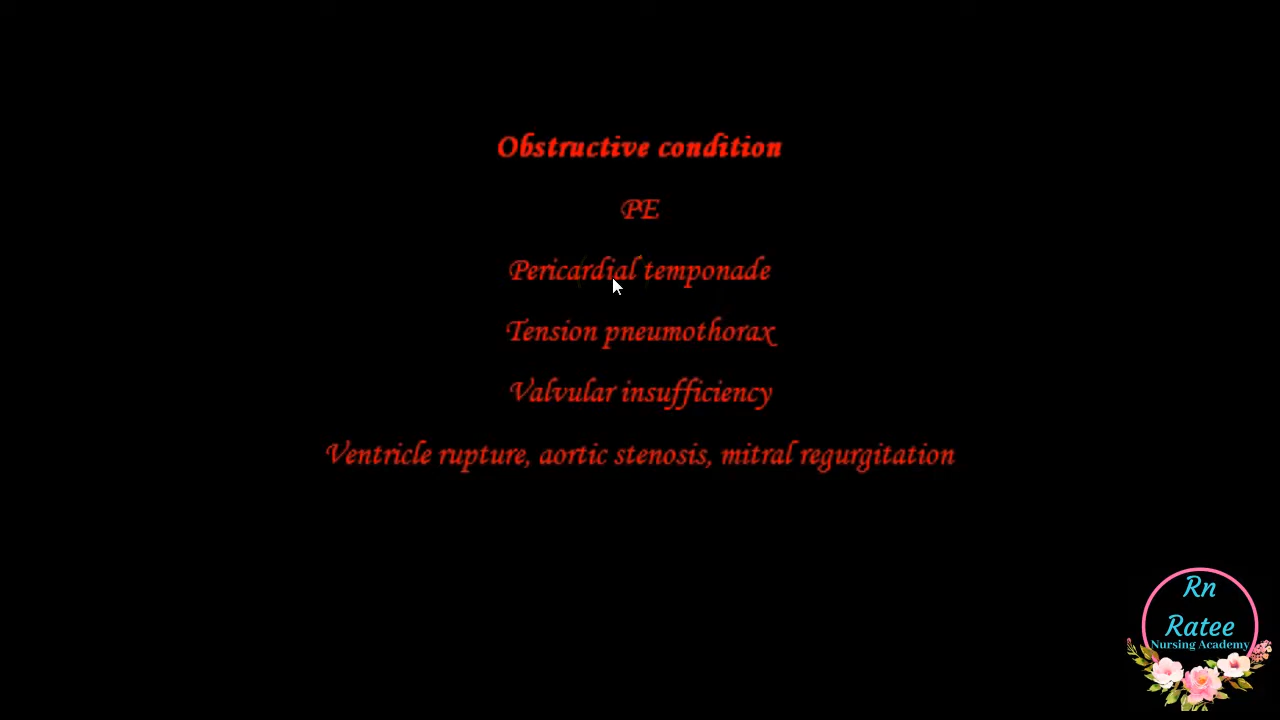 Obstructive condition
PE
Pericardial temponade
Tension pneumothorax
Valvular insufficiency
Ventricle rupture, aortic stenosis, mitral regurgitation
Rn
Ratee
Nursing Academy